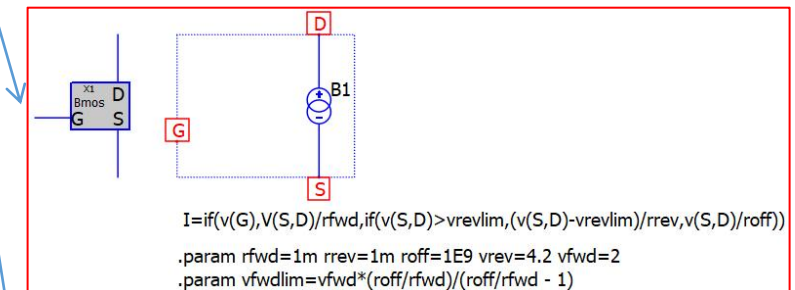 D
X1
D
Bmos
B1
G
S
G
S
I=if(v(G),V(S,D)/rfwd,if(v(S,D)>vrevlim,(v(S,D)-vrevlim)/rrev,v(S,D)/roff))
.param rfwd=1m rrev=1m roff=1E9 vrev=4.2 vfwd=2
.param vfwdlim=vfwd*(roff/rfwd)/(roff/rfwd - 1)